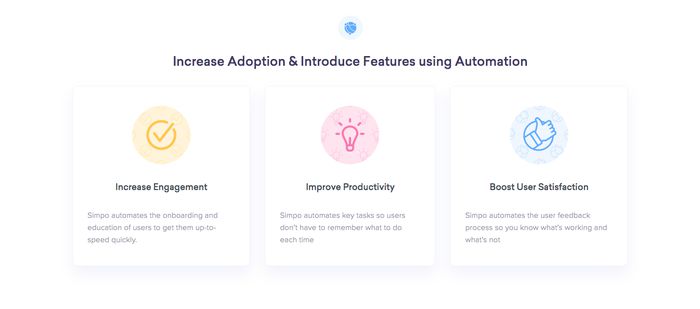 Increase Adoption & Introduce Features using Automation
Increase Engagement
Simpo automates the onboarding and
education of users to get them up-to-
speed quickly.
Improve Productivity
Simpo automates key tasks so users
don't have to remember what to do
each time
Boost User Satisfaction
Simpo automates the user feedback
process so you know what's working and
what's not